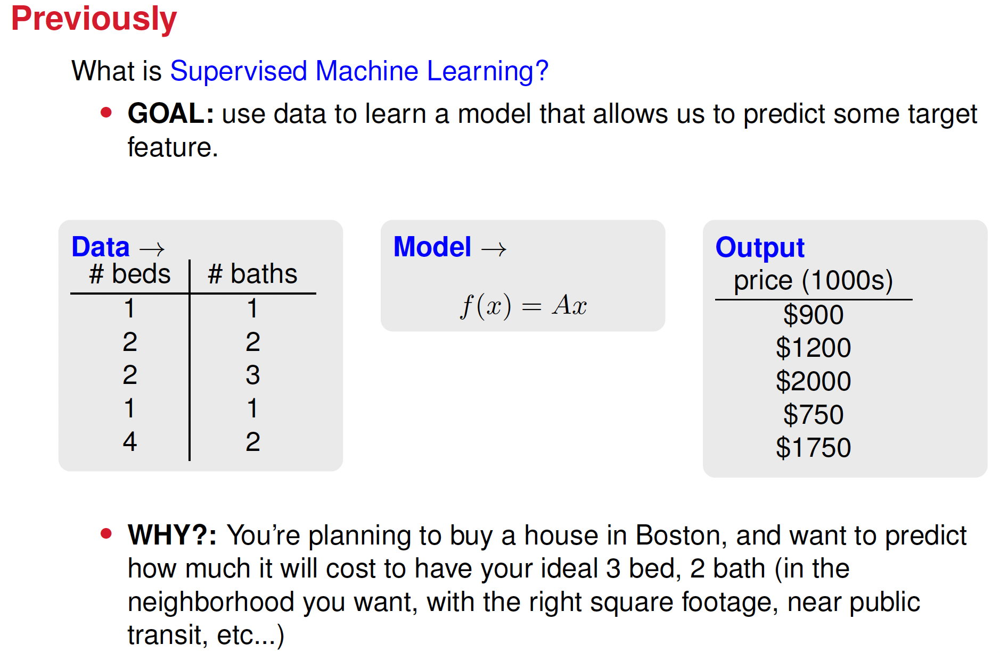 Previously
What is Supervised Machine Learning?
• GOAL: use data to learn a model that allows us to predict some target
feature.
Data →
# beds # baths
1 1
2 2
2 3
1 1
4 2
Model →
f(x) = Ax
Output
price (1000s)
$900
$1200
$2000
$750
$1750
• WHY?: You’re planning to buy a house in Boston, and want to predict
how much it will cost to have your ideal 3 bed, 2 bath (in the
neighborhood you want, with the right square footage, near public
transit, etc...)